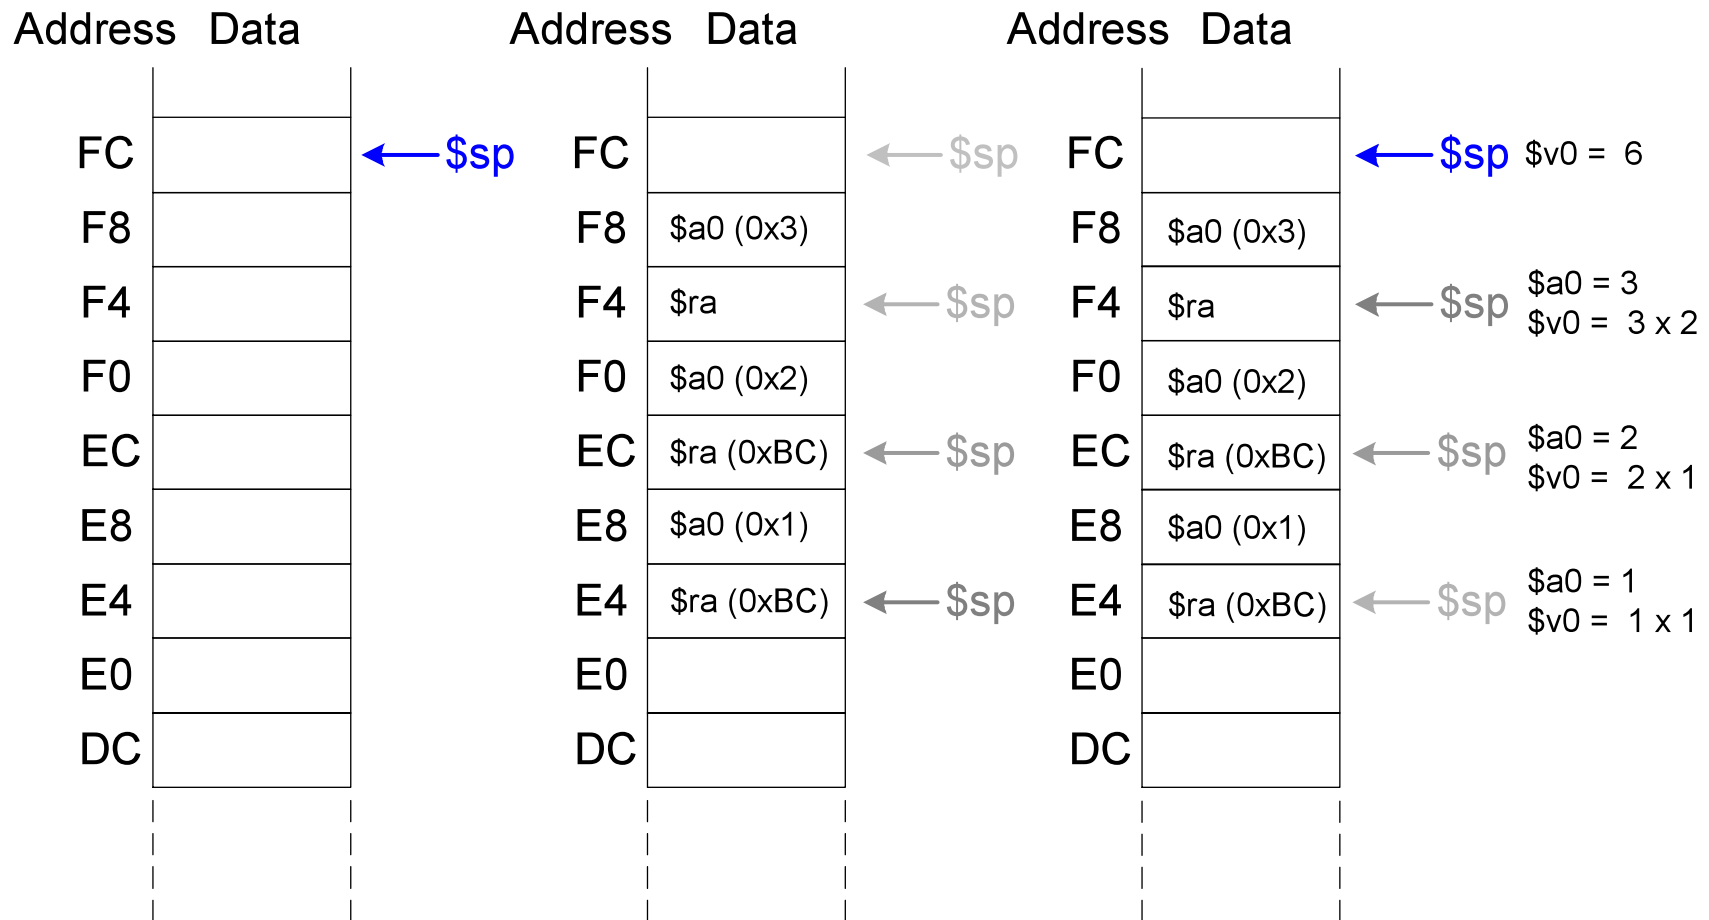 Address Data Address Data Address Data
FC $sp FC $sp FC $sp $v0 = 6
F8 F8 $a0 (0x3) F8 $a0 (0x3)
F4 F4 $ra $sp F4 $ra $sp $a0 = 3
$v0 = 3 x 2
F0 F0 $a0 (0x2) F0 $a0 (0x2)
EC EC $ra (0xBC) $sp EC $ra (0xBC) $sp $a0 = 2
$v0 = 2 x 1
E8 E8 $a0 (0x1) E8 $a0 (0x1)
E4 E4 $ra (0xBC) $sp E4 $ra (0xBC) $sp $a0 = 1
$v0 = 1 x 1
E0 E0 E0
DC DC DC